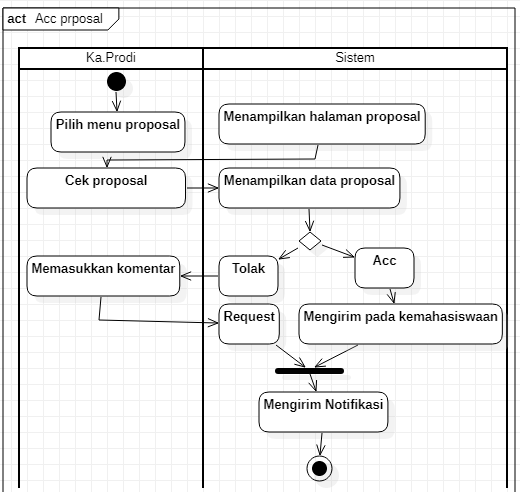 act Acc prposal
Ka.Prodi
Sistem
Pilih menu proposal
Menampilkan halaman proposal
Cek proposal
Menampilkan data proposal
Memasukkan komentar
Tolak
Acc
Request
Mengirim pada kemahasiswaan
Mengirim Notifikasi